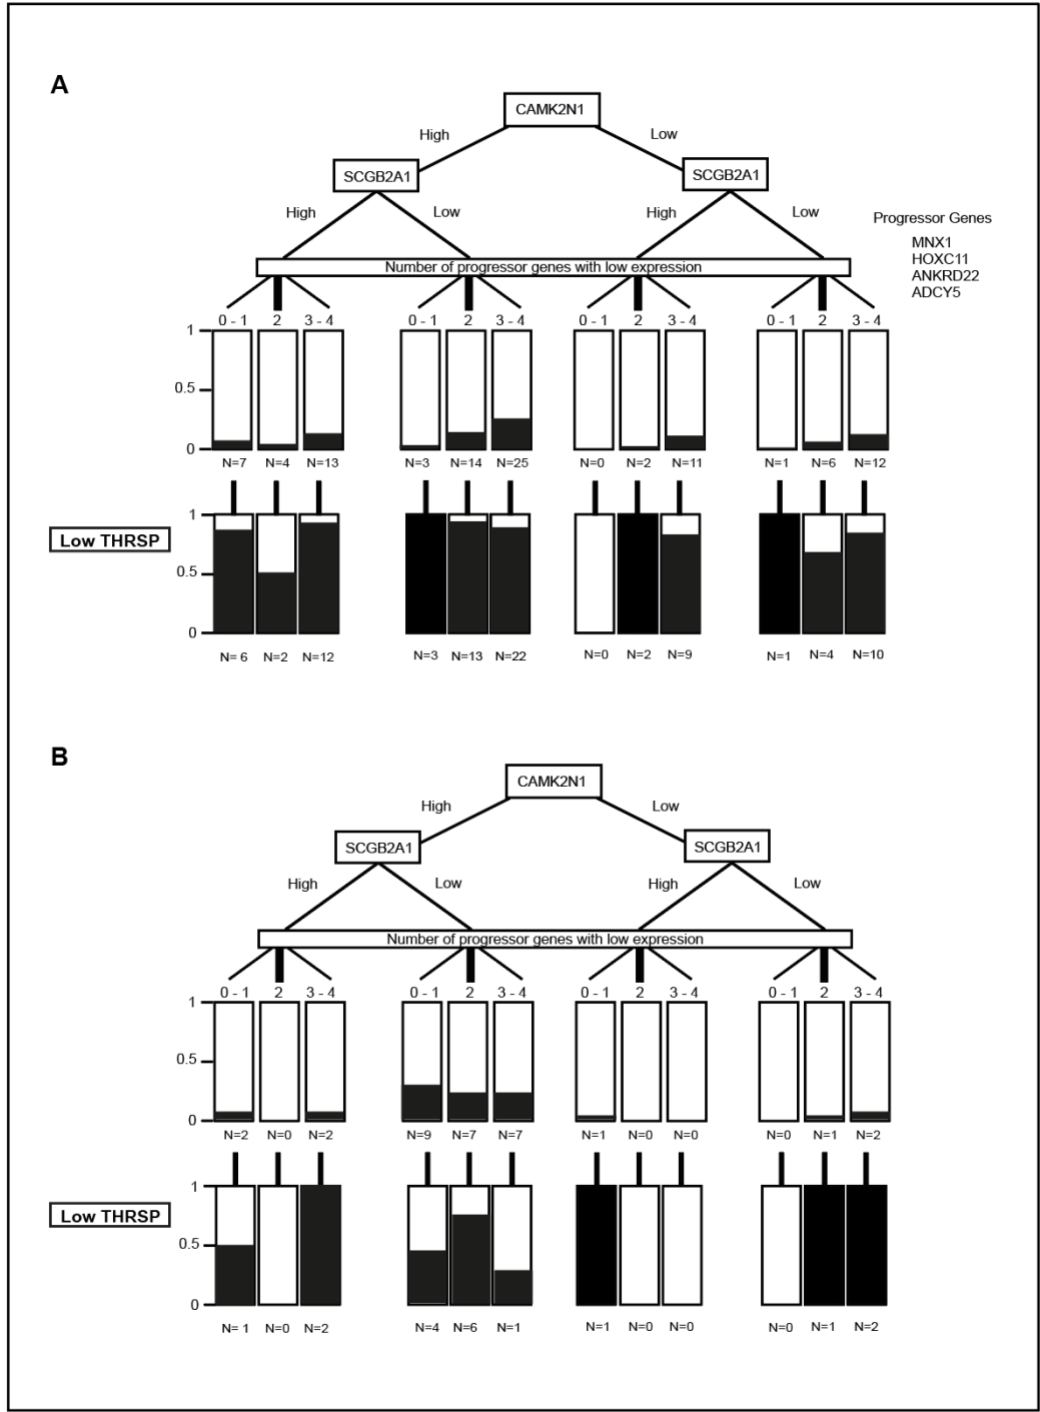 A
CAMK2N1
High
Low
SCGB2A1
SCGB2A1
High
Low
High
Low
Progressor Genes
MNX1
HOXC11
ANKRD22
ADCY5
Number of progressor genes with low expression
0 - 1 2 3 - 4 0 - 1 2 3 - 4 0 - 1 2 3 - 4 0 - 1 2 3 - 4
1
0.5
0
N=7 N=4 N=13 N=3 N=14 N=25 N=0 N=2 N=11 N=1 N=6 N=12
1
Low THRSP
0.5
0
N= 6 N=2 N=12 N=3 N=13 N=22 N=0 N=2 N=9 N=1 N=4 N=10
B
CAMK2N1
High
Low
SCGB2A1
SCGB2A1
High
Low
High
Low
Number of progressor genes with low expression
0 - 1 2 3 - 4 0 - 1 2 3 - 4 0 - 1 2 3 - 4 0 - 1 2 3 - 4
1
0.5
0
N=2 N=0 N=2 N=9 N=7 N=7 N=1 N=0 N=0 N=0 N=1 N=2
1
Low THRSP
0.5
0
N= 1 N=0 N=2 N=4 N=6 N=1 N=1 N=0 N=0 N=0 N=1 N=2